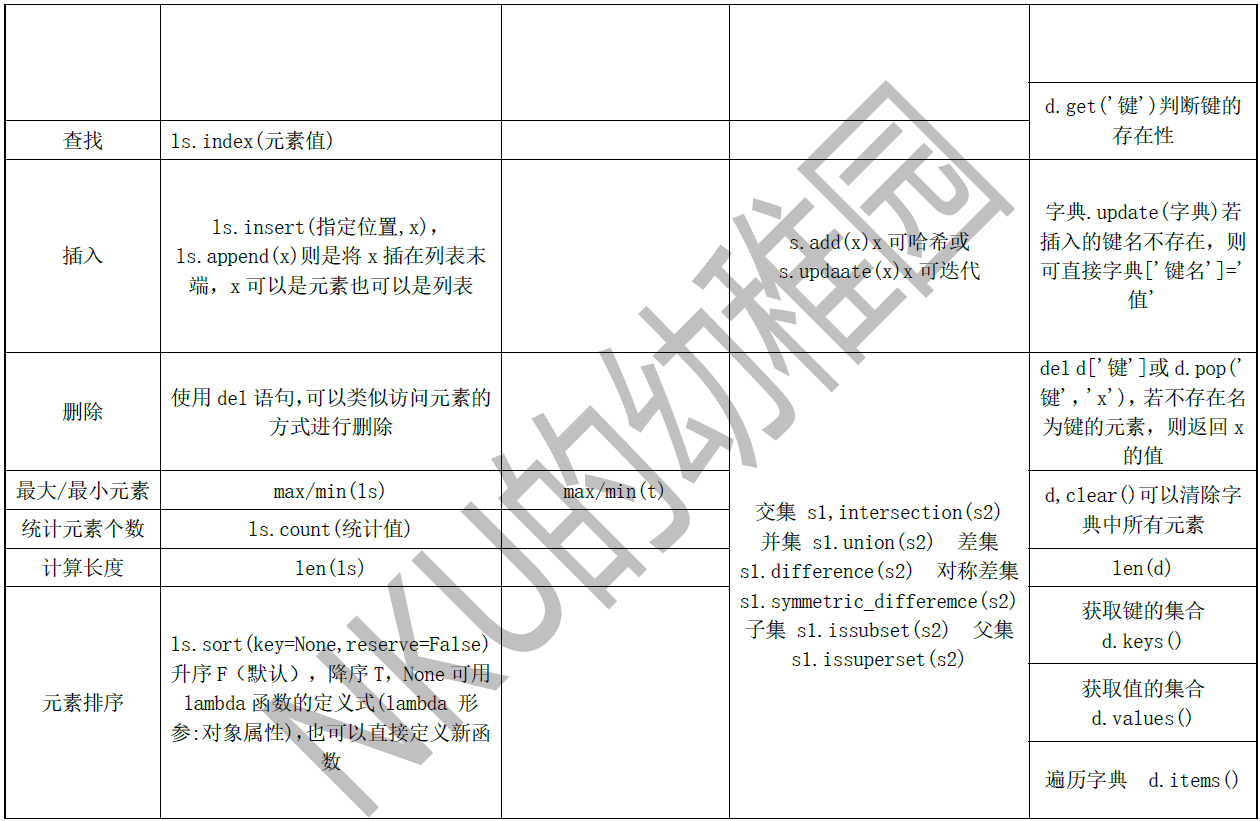 d.get('键')判断键的
存在性
查找
ls.index(元素值)
插入
ls.insert(指定位置,x),
ls.append(x)则是将 x 插在列表末
端，x 可以是元素也可以是列表
s.add(x)x 可哈希或
s.updaate(x)x 可迭代
字典.update(字典)若
插入的键名不存在，则
可直接字典['键名']='
值'
删除
使用 del 语句,可以类似访问元素的
方式进行删除
del d['键']或 d.pop('
键','x'),若不存在名
为键的元素，则返回 x
的值
最大/最小元素
max/min(ls)
max/min(t)
交集 s1,intersection(s2)
并集 s1.union(s2) 差集
s1.difference(s2) 对称差集
s1.symmetric_differemce(s2)
子集 s1.issubset(s2) 父集
s1.issuperset(s2)
d,clear()可以清除字
典中所有元素
统计元素个数
ls.count(统计值)
计算长度
len(ls)
len(d)
元素排序
ls.sort(key=None,reserve=False)
升序 F（默认），降序 T，None 可用
lambda 函数的定义式(lambda 形
参:对象属性),也可以直接定义新函
数
获取键的集合
d.keys()
获取值的集合
d.values()
遍历字典 d.items()
NKU的幼稚园